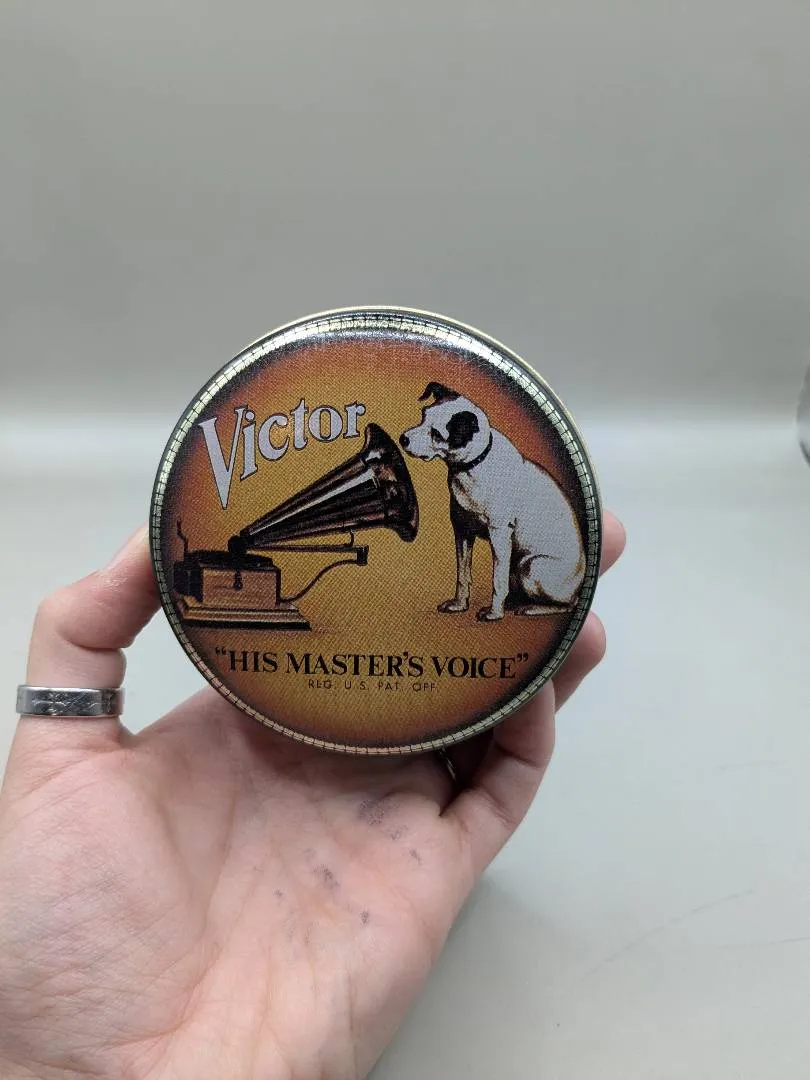 Victor
“HIS MASTER'S VOICE”
REG. U.S. PAT. OFF.